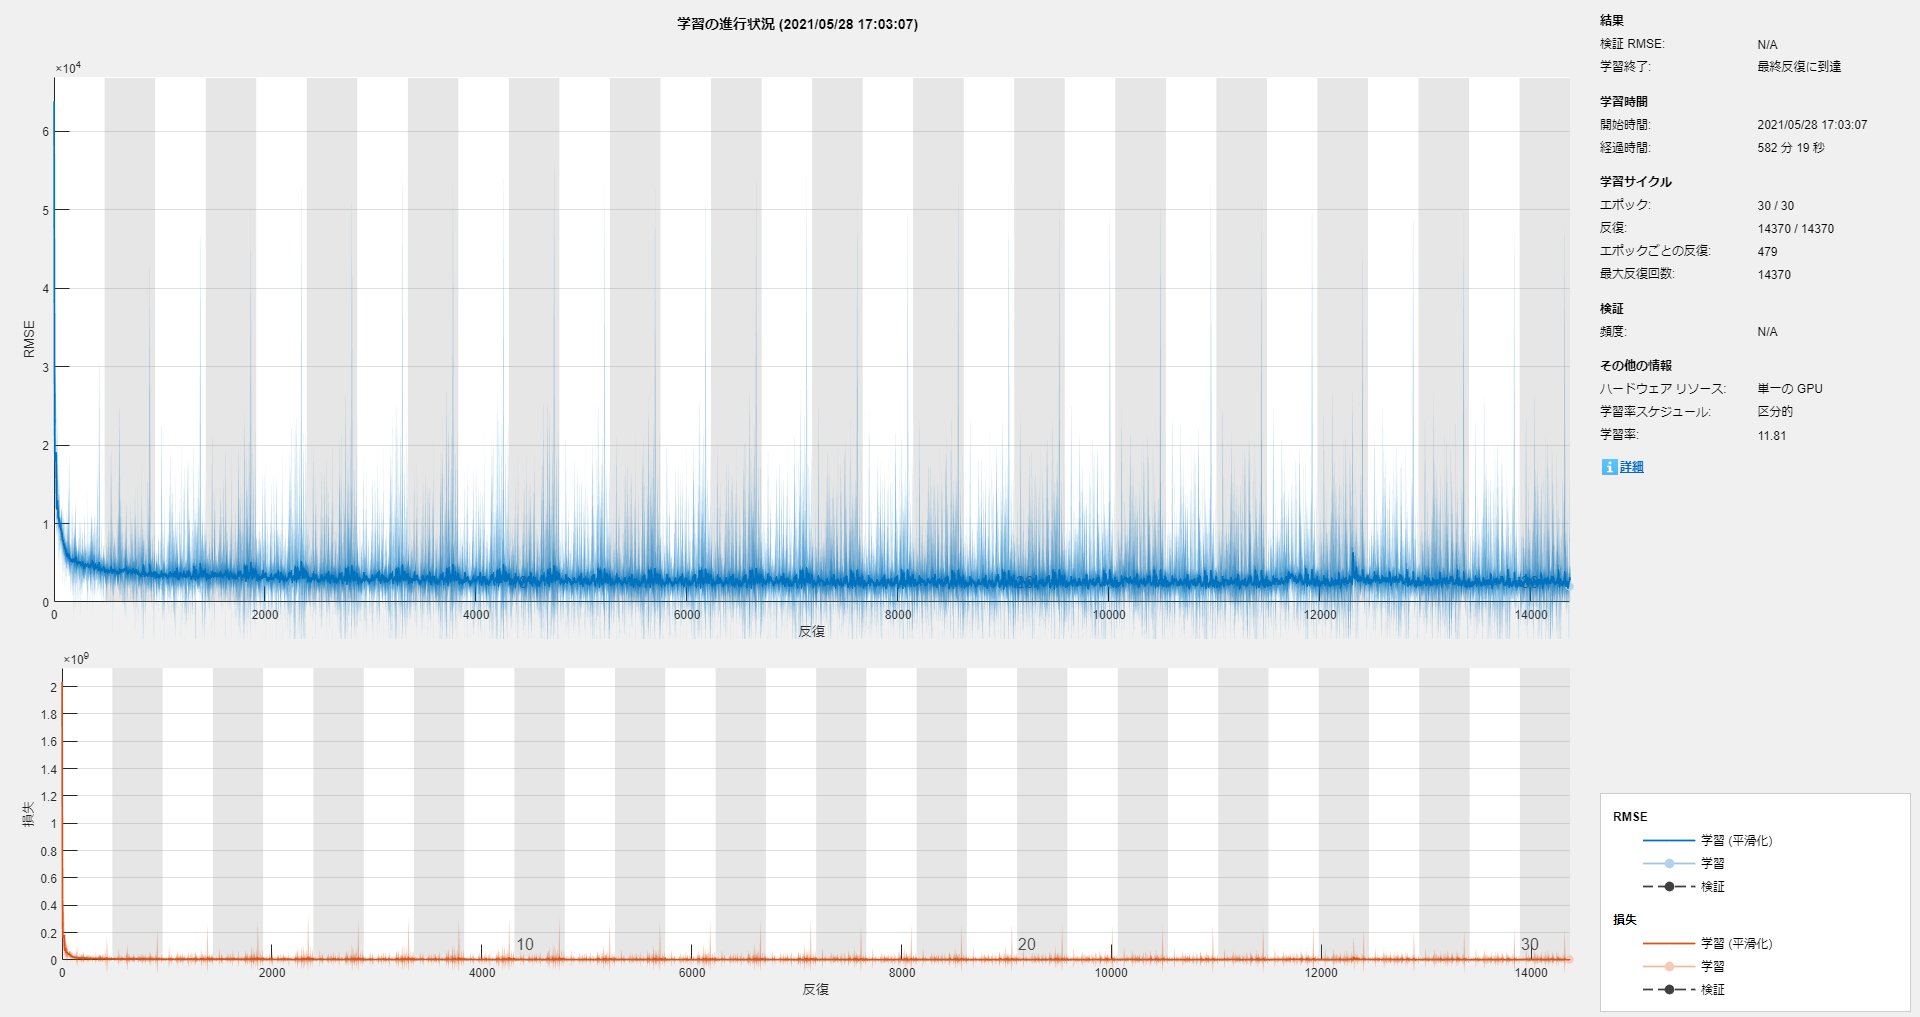 学習の進行状況 (2021/05/28 17:03:07)
×10⁴
6
5
4
3
2
1
0
RMSE
0 2000 4000 6000 8000 10000 12000 14000
反復
×10⁹
2
1.8
1.6
1.4
1.2
1
0.8
0.6
0.4
0.2
0
損失
10 20 30
0 2000 4000 6000 8000 10000 12000 14000
反復
結果
検証 RMSE: N/A
学習終了: 最終反復に到達
学習時間
開始時間: 2021/05/28 17:03:07
経過時間: 582 分 19 秒
学習サイクル
エポック: 30 / 30
反復: 14370 / 14370
エポックごとの反復: 479
最大反復回数: 14370
検証
頻度: N/A
その他の情報
ハードウェア リソース: 単一の GPU
学習率スケジュール: 区分的
学習率: 11.81
詳細
RMSE
学習 (平滑化)
学習
検証
損失
学習 (平滑化)
学習
検証